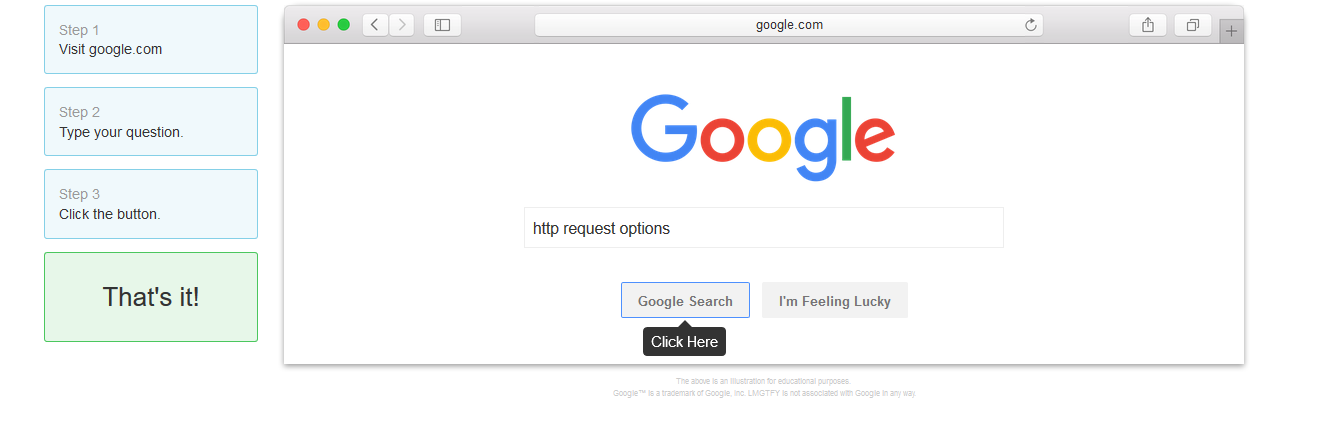 Step 1
Visit google.com
Step 2
Type your question.
Step 3
Click the button.
That's it!
google.com
Google
http request options
Google Search
I'm Feeling Lucky
Click Here
The above is an illustration for educational purposes.
Google™ is a trademark of Google, Inc. LMGTFY is not associated with Google in any way.